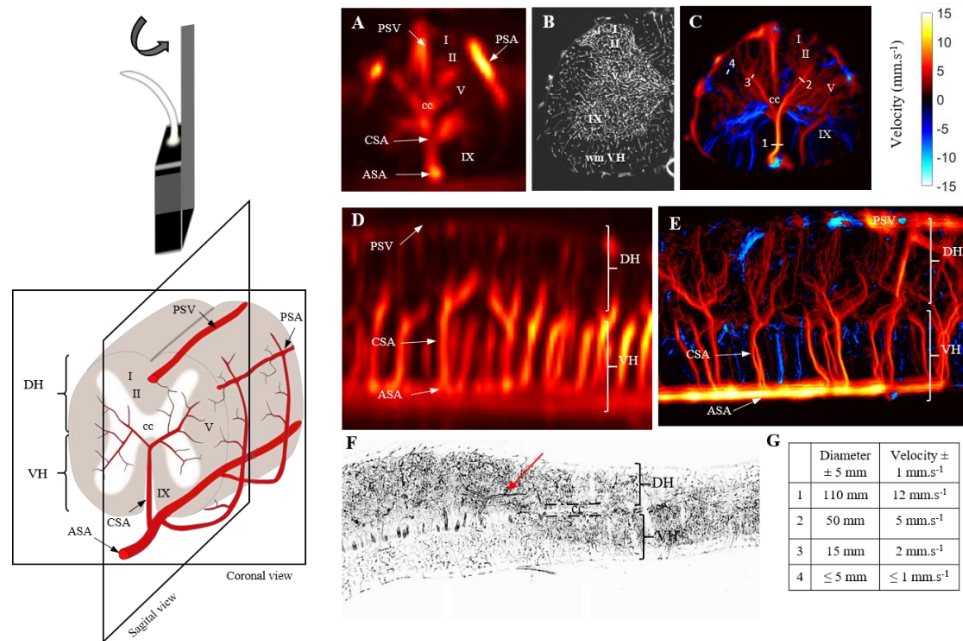 PSV
PSA
I
II
DH
cc
V
VH
IX
CSA
ASA
Coronal view
Sagital view
A
PSV
I
II
PSA
V
cc
CSA
IX
ASA
B
I
II
IX
wm VH
C
I
II
4
3
2
V
cc
IX
1
15
10
5
0
-5
-10
-15
Velocity (mm.s-1)
D
PSV
DH
CSA
VH
ASA
E
PSV
DH
CSA
VH
ASA
F
DH
cc
VH
G
Diameter ± 5 mm Velocity ± 1 mm.s-1
1 110 mm 12 mm.s-1
2 50 mm 5 mm.s-1
3 15 mm 2 mm.s-1
4 ≤ 5 mm ≤ 1 mm.s-1